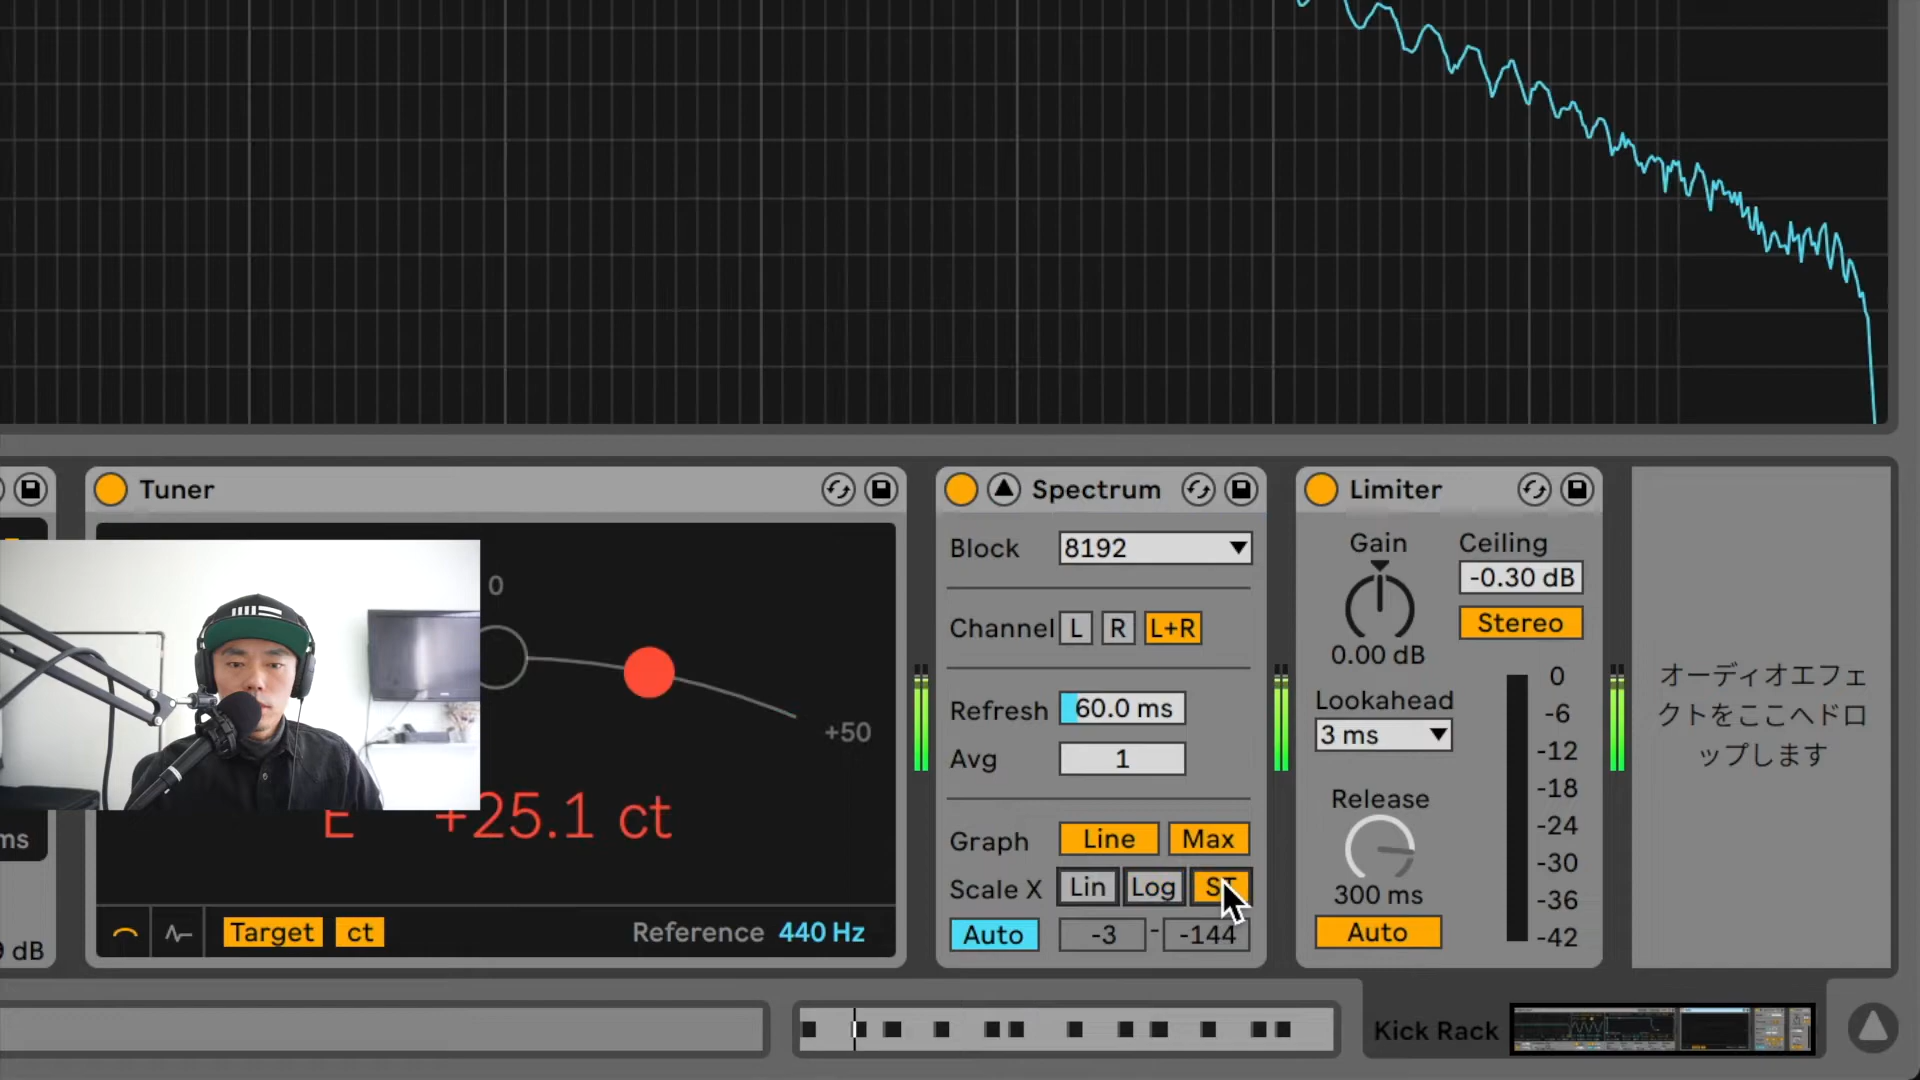 Tuner
0
+50
E +25.1 ct
Target ct Reference 440 Hz
ms
9 dB
Spectrum
Block 8192
Channel L R L+R
Refresh 60.0 ms
Avg 1
Graph Line Max
Scale X Lin Log ST
Auto -3 - -144
Limiter
Gain
0.00 dB
Ceiling
-0.30 dB
Stereo
Lookahead
3 ms
Release
300 ms
Auto
0
-6
-12
-18
-24
-30
-36
-42
オーディオエフェ
クトをここへドロ
ップします
Kick Rack